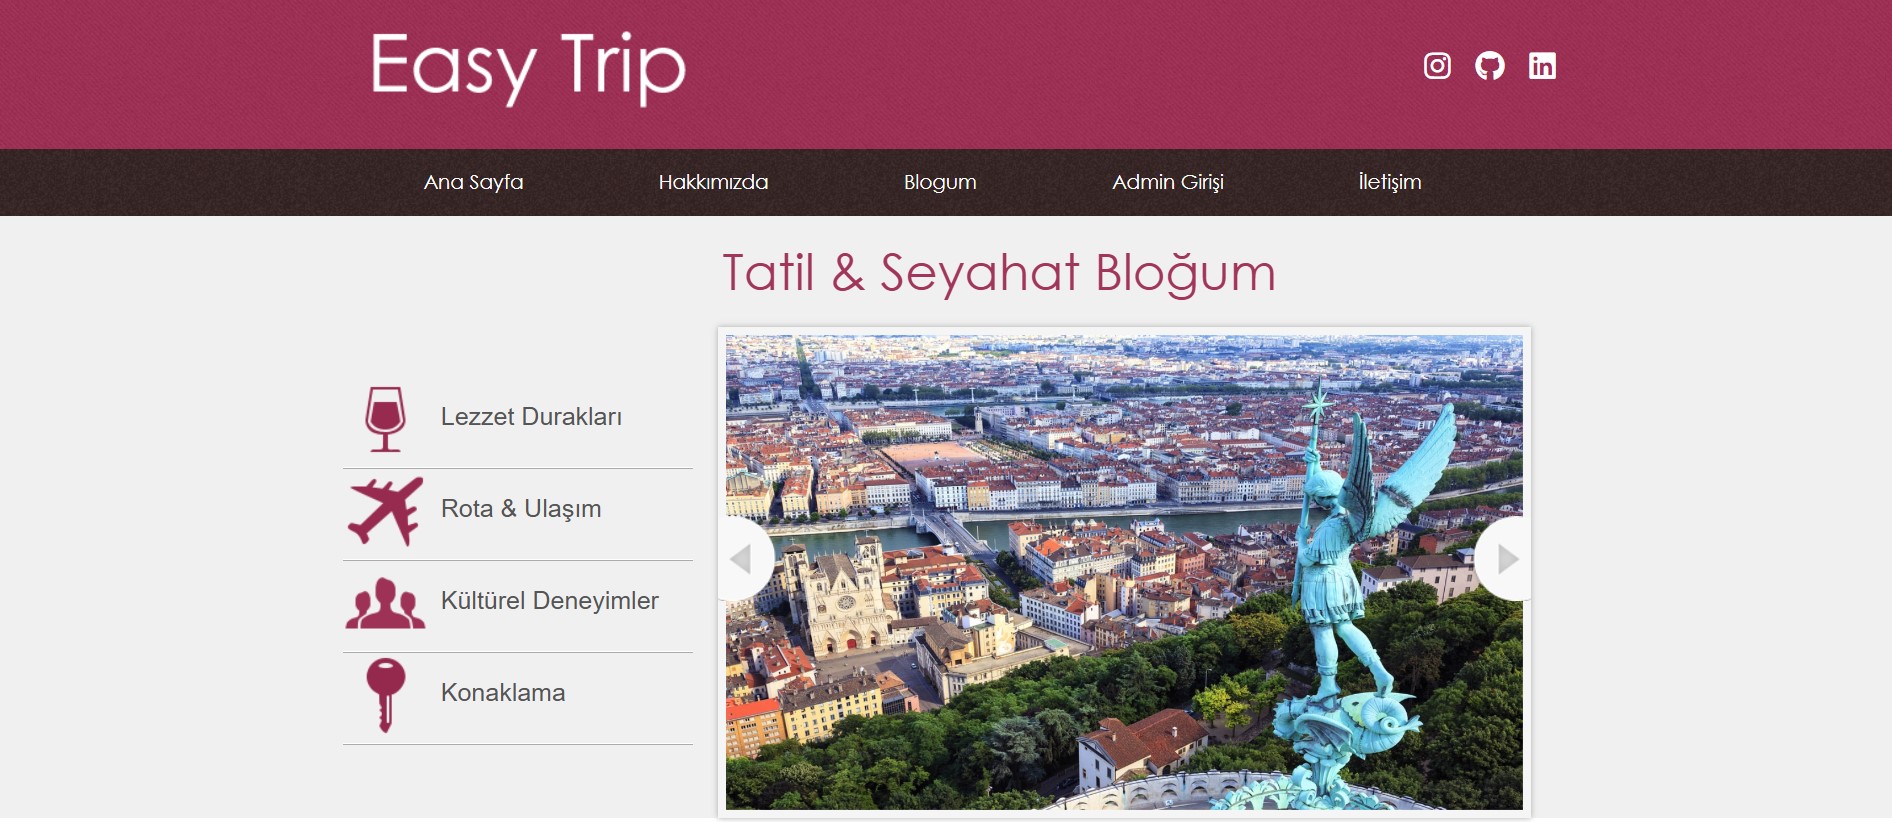 Easy Trip
Ana Sayfa
Hakkımızda
Blogum
Admin Girişi
İletişim
Tatil & Seyahat Bloğum
Lezzet Durakları
Rota & Ulaşım
Kültürel Deneyimler
Konaklama